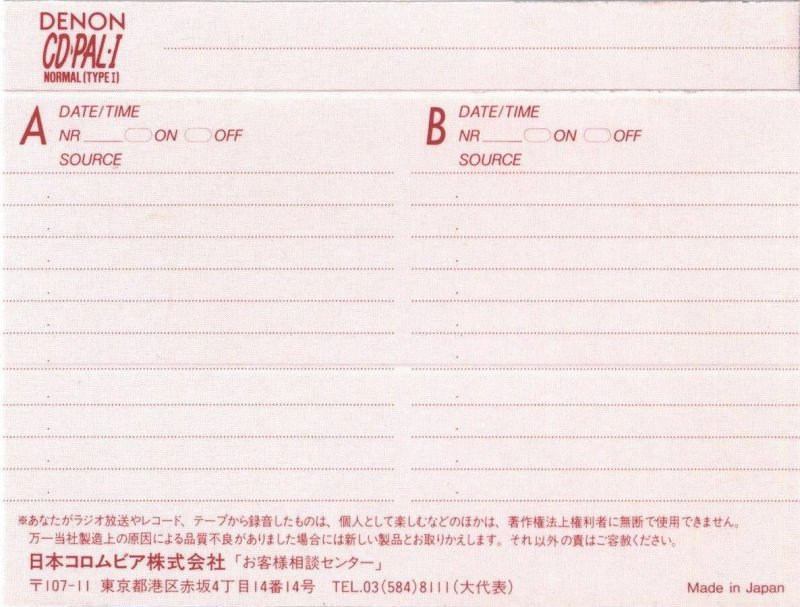 DENON
CD·PAL·I
NORMAL (TYPE I)
A DATE/TIME
NR ON OFF
SOURCE
B DATE/TIME
NR ON OFF
SOURCE
※あなたがラジオ放送やレコード、テープから録音したものは、個人として楽しむなどのほかは、著作権法上権利者に無断で使用できません。
万一当社製造上の原因による品質不良がありました場合には新しい製品とお取りかえします。それ以外の責はご容赦ください。
日本コロムビア株式会社「お客様相談センター」
〒107-11 東京都港区赤坂4丁目14番14号 TEL.03(584)8111(大代表)
Made in Japan